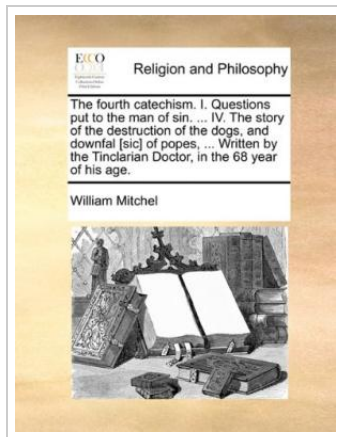 ECCO
Religion and Philosophy
The fourth catechism. I. Questions
put to the man of sin. ... IV. The story
of the destruction of the dogs, and
downfal [sic] of popes, ... Written by
the Tinclarian Doctor, in the 68 year
of his age.
William Mitchel